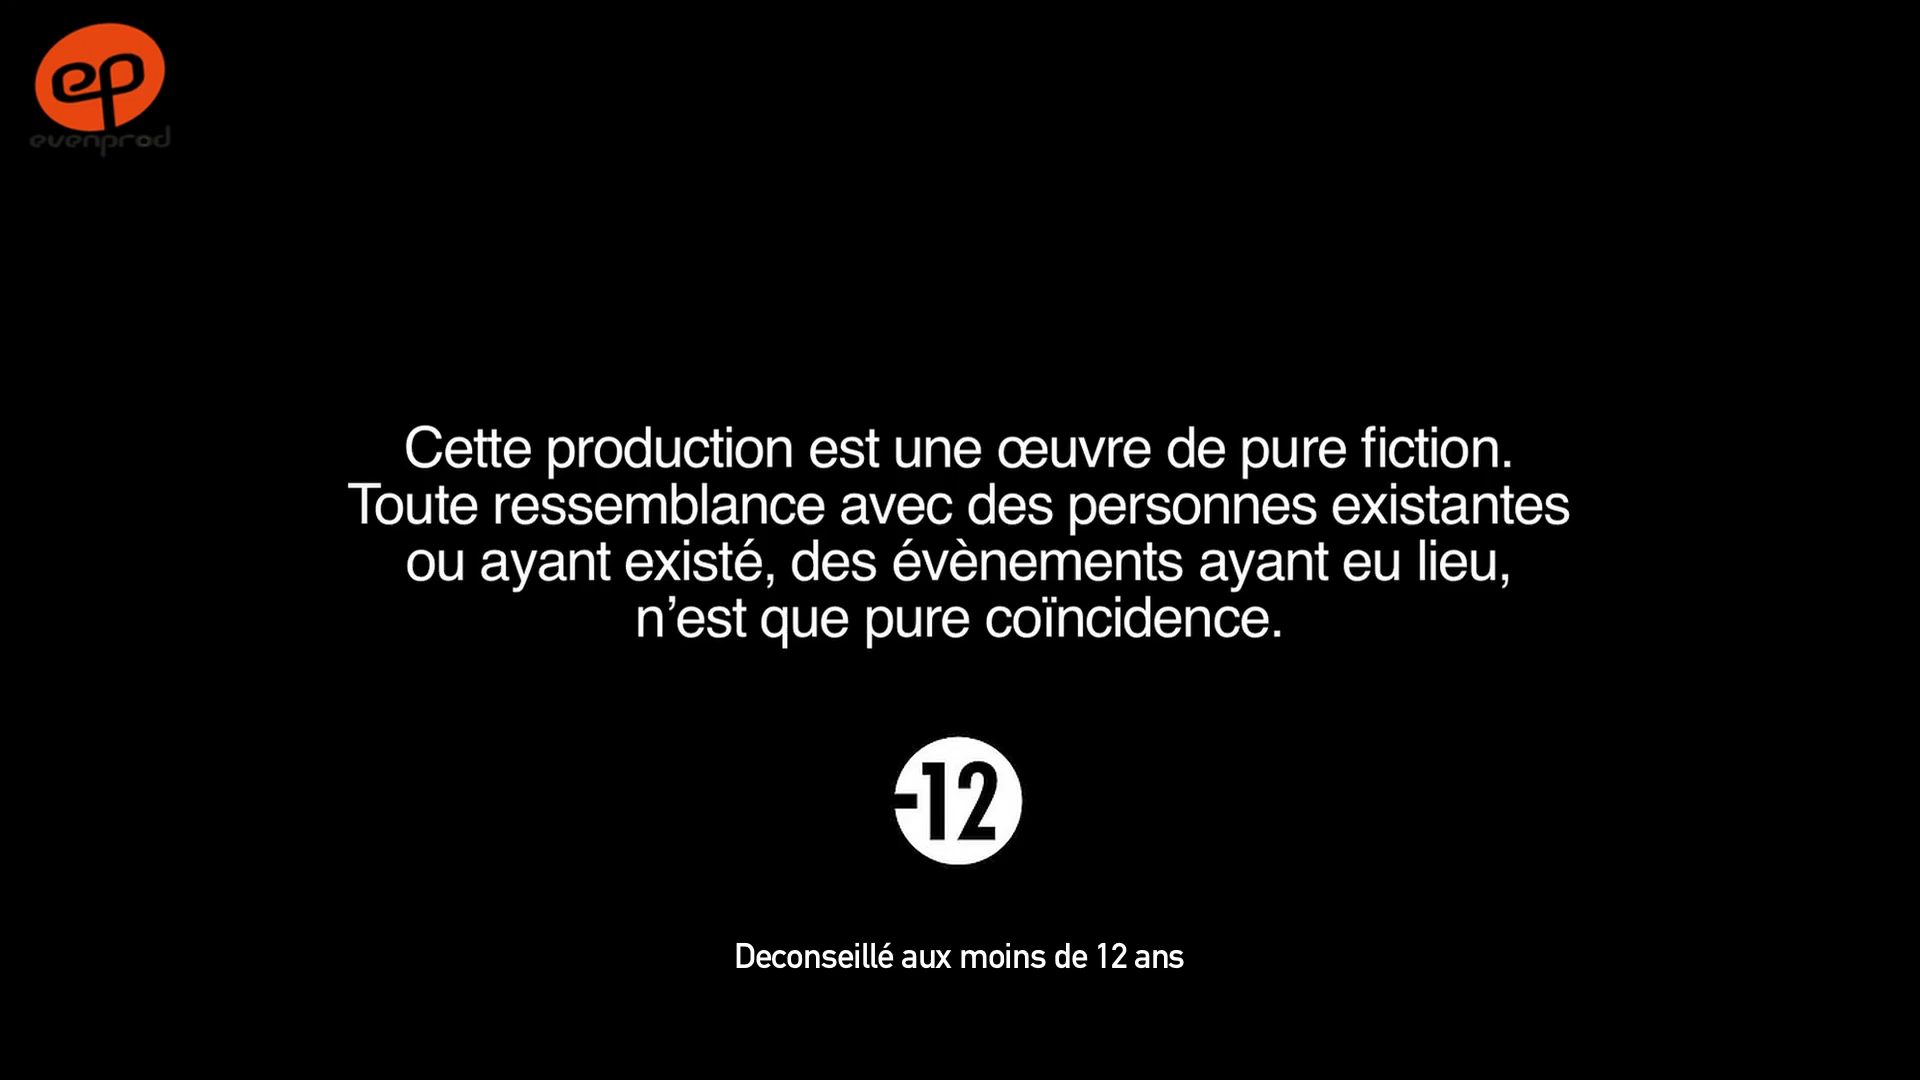 ep
evenprod
Cette production est une œuvre de pure fiction.
Toute ressemblance avec des personnes existantes
ou ayant existé, des évènements ayant eu lieu,
n’est que pure coïncidence.
-12
Deconseillé aux moins de 12 ans